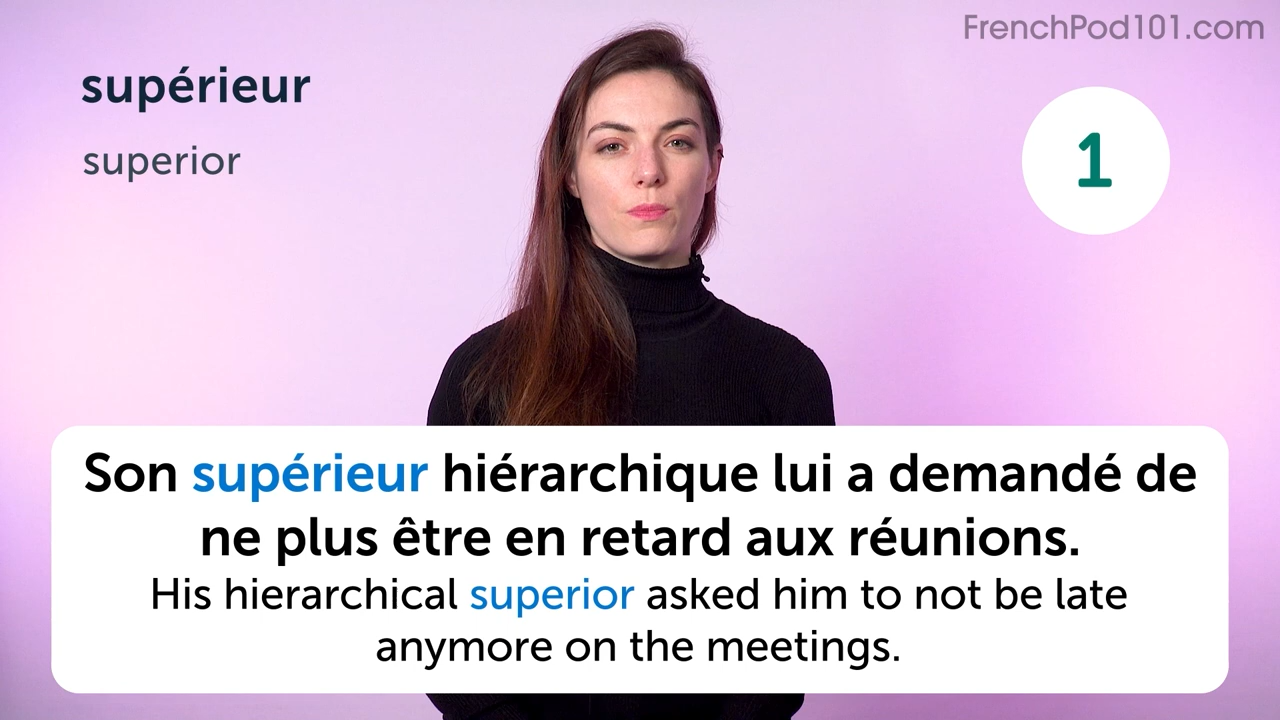 FrenchPod101.com
supérieur
superior
1
Son supérieur hiérarchique lui a demandé de
ne plus être en retard aux réunions.
His hierarchical superior asked him to not be late
anymore on the meetings.